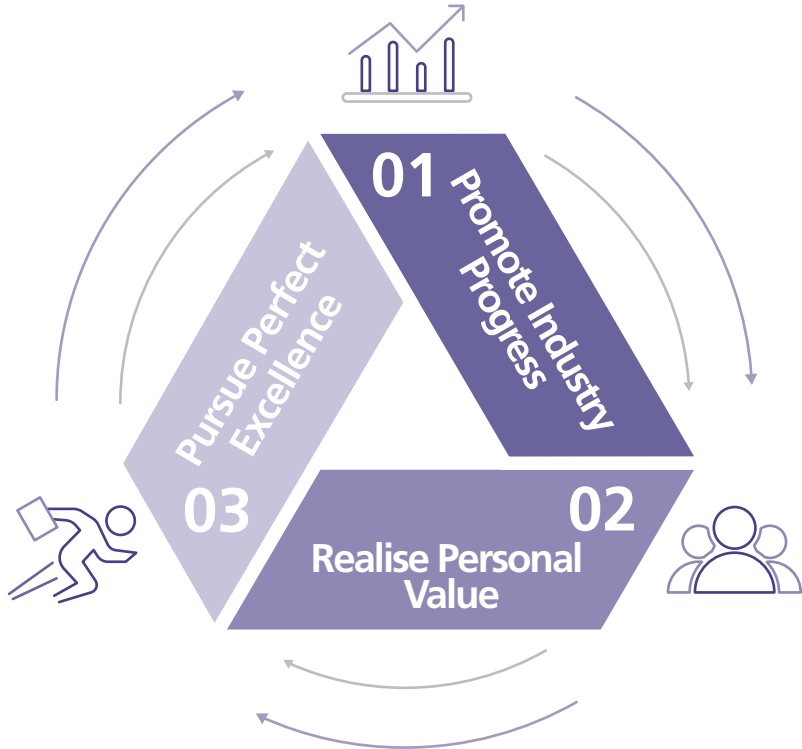 01
Promote Industry
Progress
02
Realise Personal
Value
03
Pursue Perfect
Excellence